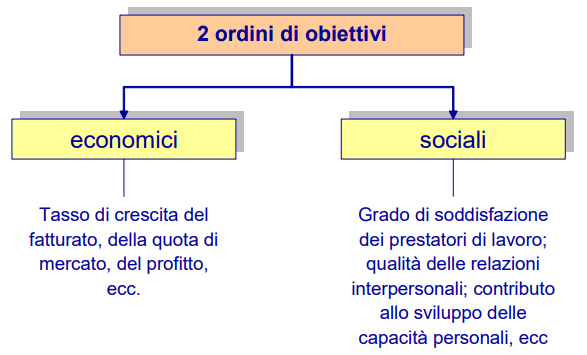 2 ordini di obiettivi
economici
sociali
Tasso di crescita del
fatturato, della quota di
mercato, del profitto,
ecc.
Grado di soddisfazione
dei prestatori di lavoro;
qualità delle relazioni
interpersonali; contributo
allo sviluppo delle
capacità personali, ecc